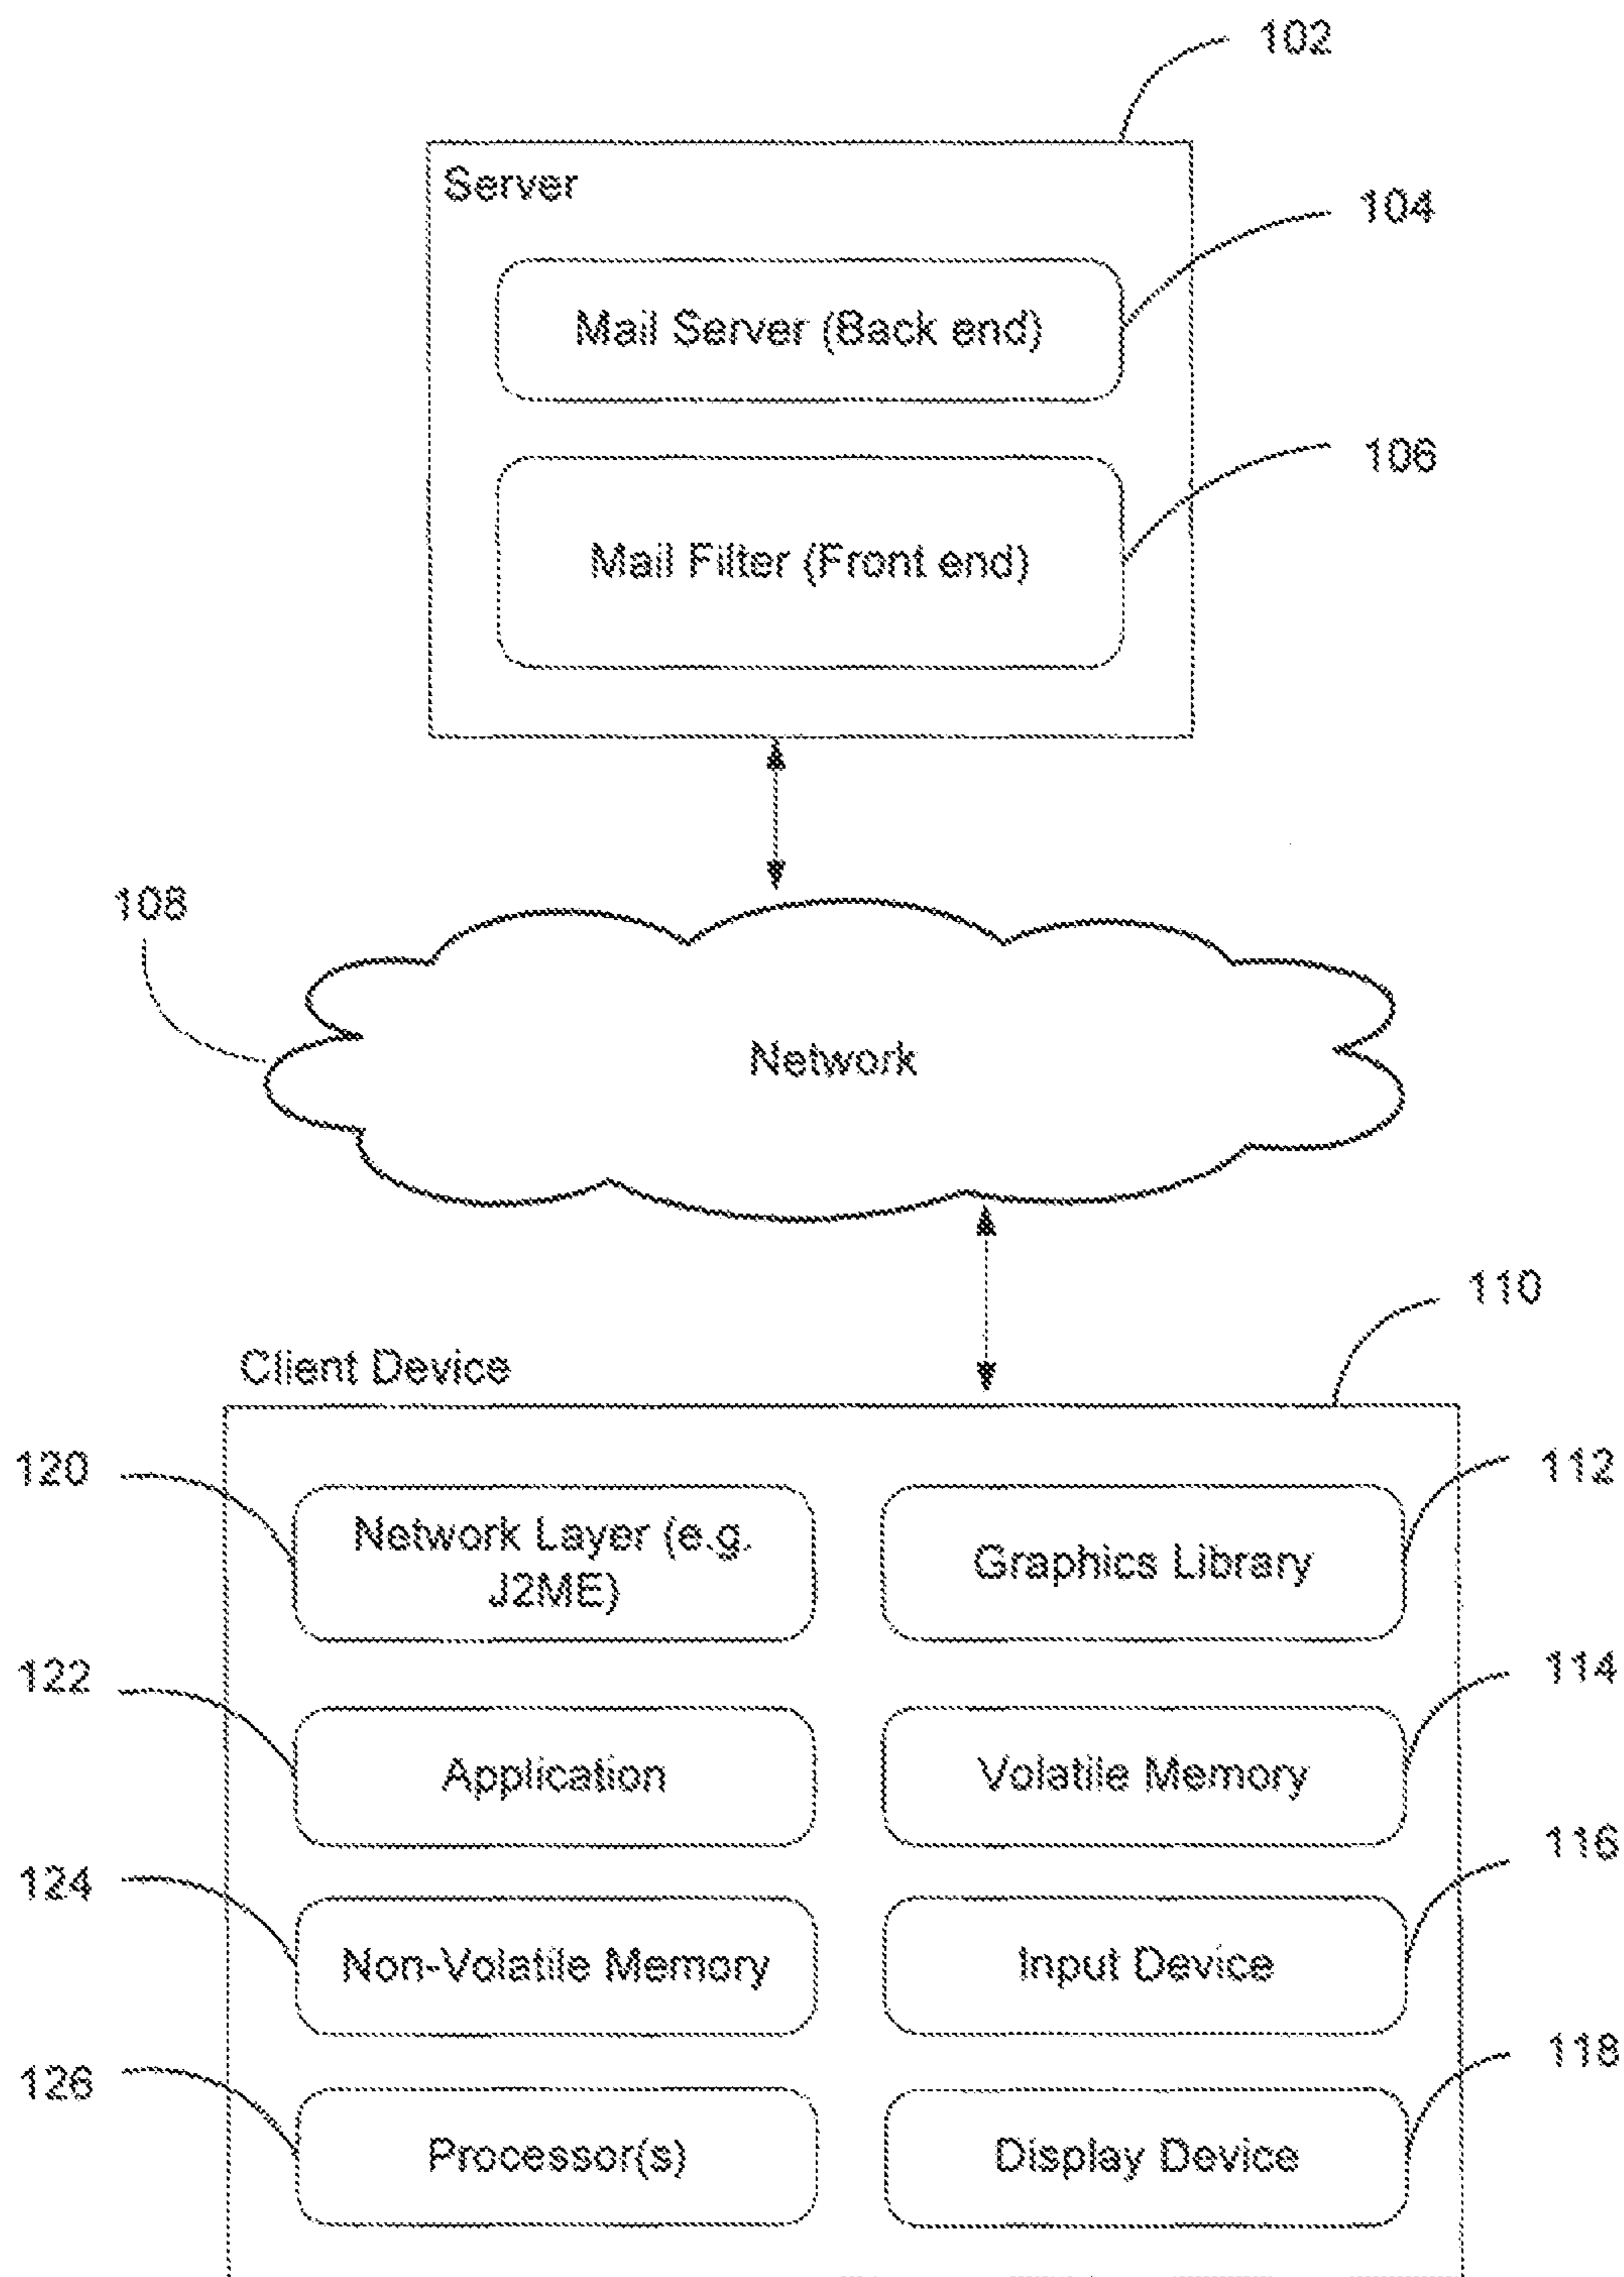 102
Server
104
Mail Server (Back end)
106
Mail Filter (Front end)
108
Network
110
Client Device
120
112
Network Layer (e.g.
J2ME)
Graphics Library
122
114
Application
Volatile Memory
124
116
Non-Volatile Memory
Input Device
126
118
Processor(s)
Display Device